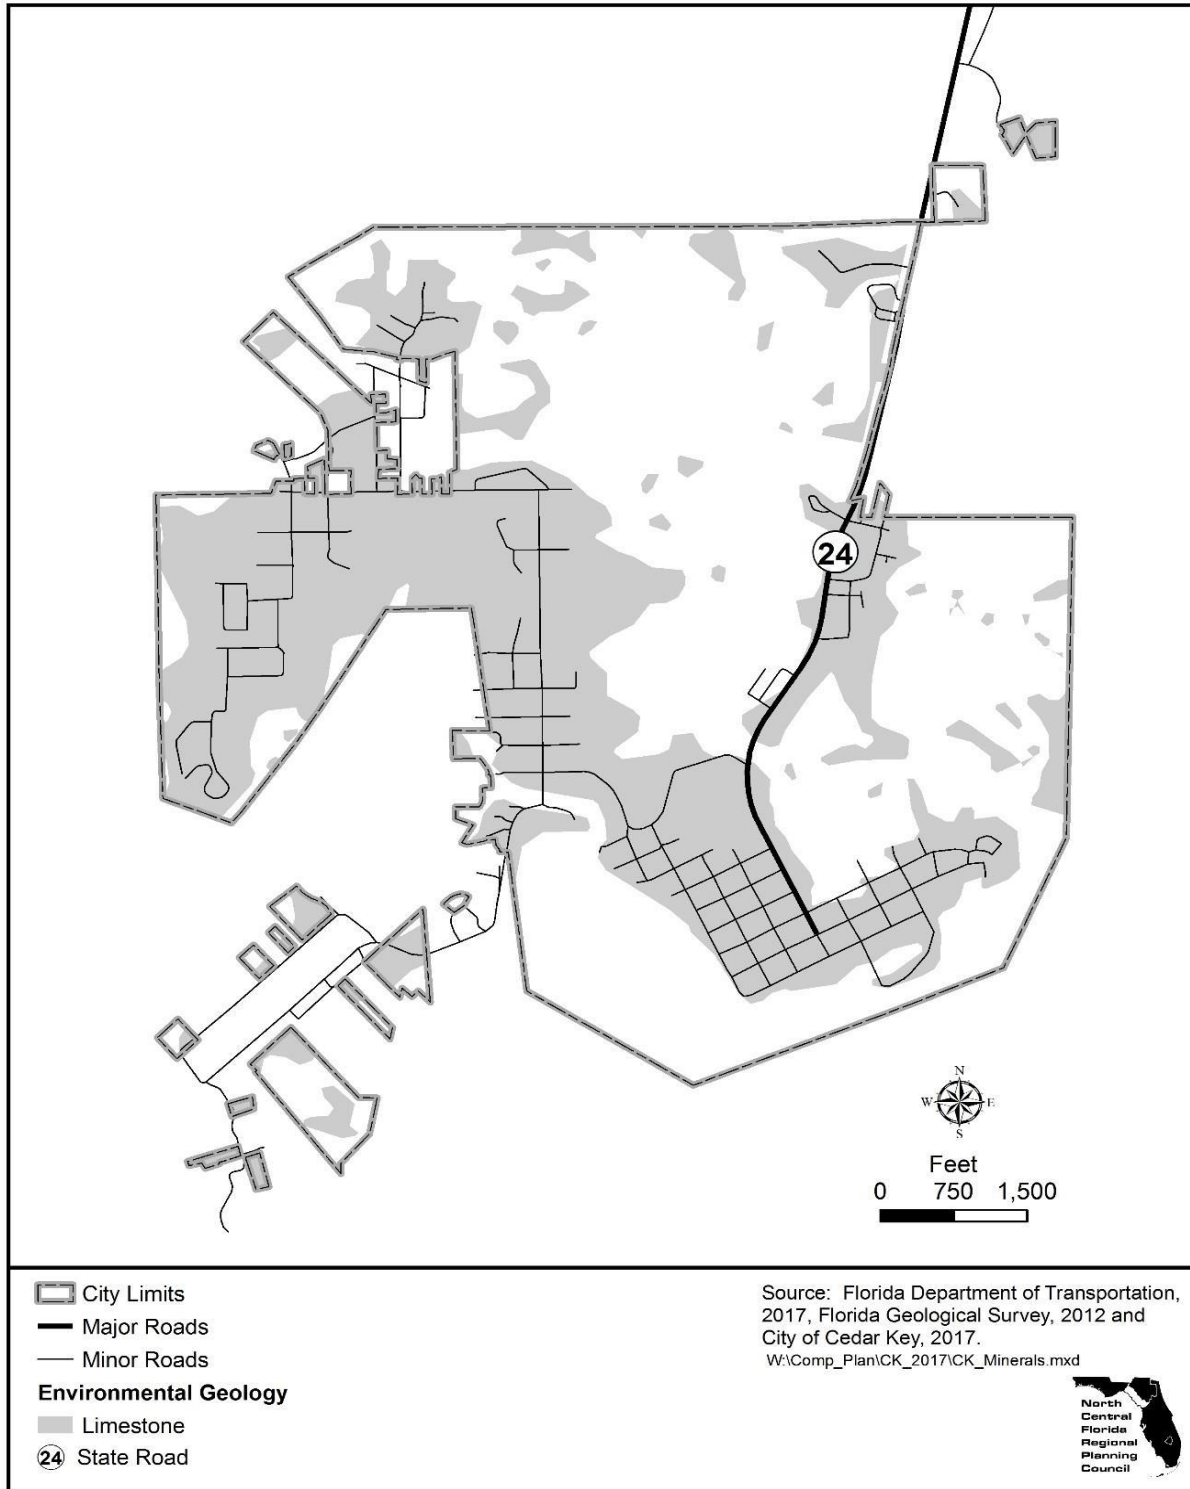 24
N
W E
S
Feet
0 750 1,500
City Limits
Major Roads
Minor Roads
Environmental Geology
Limestone
24 State Road
Source: Florida Department of Transportation,
2017, Florida Geological Survey, 2012 and
City of Cedar Key, 2017.
W:\Comp_Plan\CK_2017\CK_Minerals.mxd
North
Central
Florida
Regional
Planning
Council